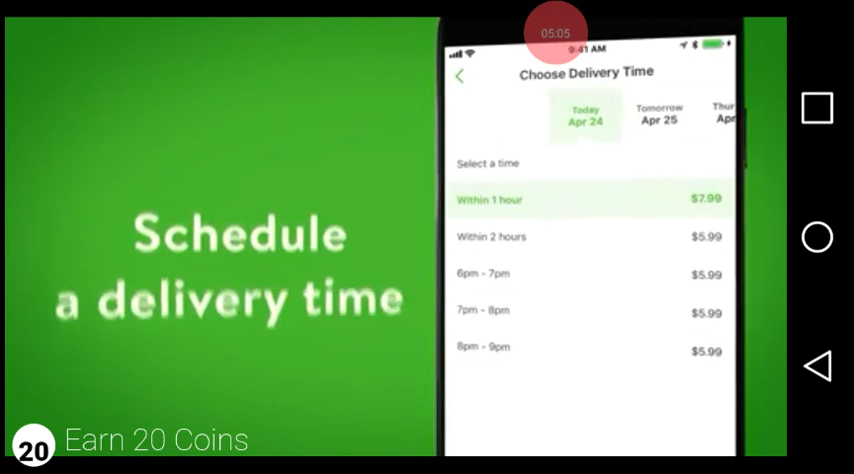 05:05
9:41 AM
Choose Delivery Time
Today
Apr 24
Tomorrow
Apr 25
Thur
Apr
Select a time
Within 1 hour $7.99
Within 2 hours $5.99
6pm - 7pm $5.99
7pm - 8pm $5.99
8pm - 9pm $5.99
Schedule
a delivery time
20 Earn 20 Coins